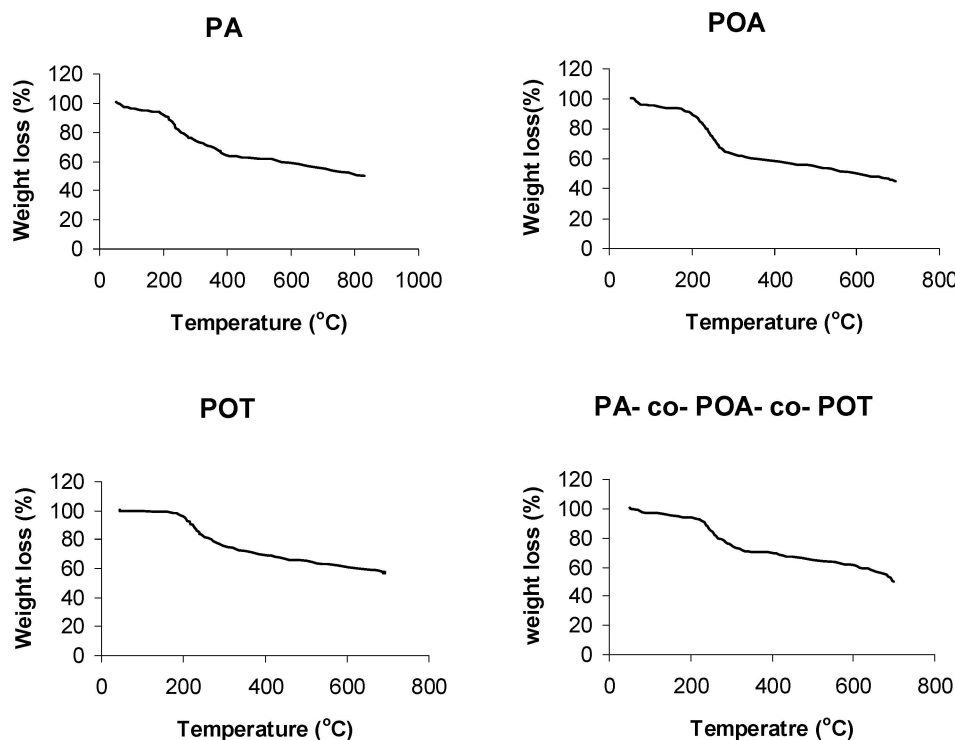 PA
Weight loss (%)
120
100
80
60
40
20
0
0 200 400 600 800 1000
Temperature (°C)
POA
Weight loss(%)
120
100
80
60
40
20
0
0 200 400 600 800
Temperature (°C)
POT
Weight loss (%)
120
100
80
60
40
20
0
0 200 400 600 800
Temperature (°C)
PA- co- POA- co- POT
weight loss (%)
120
100
80
60
40
20
0
0 200 400 600 800
Temperatre (°C)